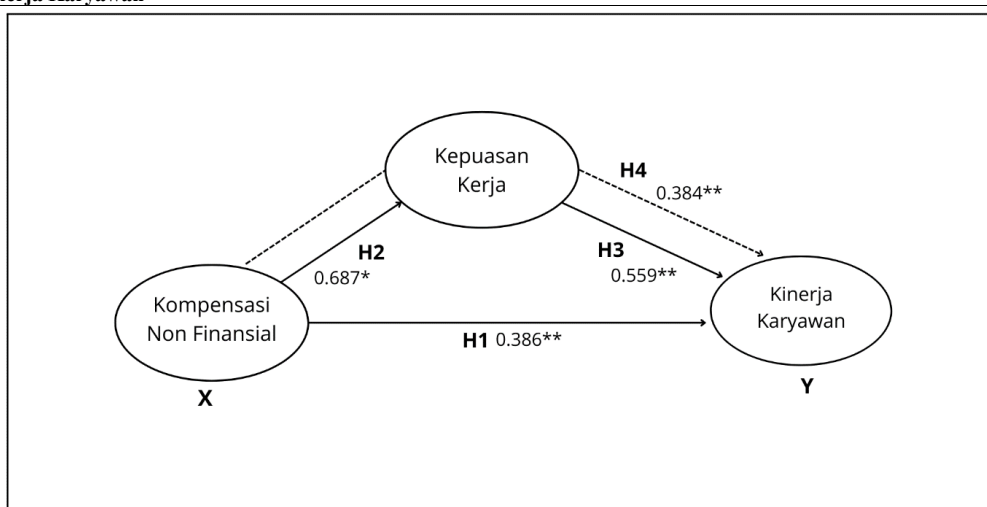 Kepuasan
Kerja
H4
0.384**
H2
0.687*
H3
0.559**
Kompensasi
Non Finansial
Kinerja
Karyawan
H1 0.386**
X
Y